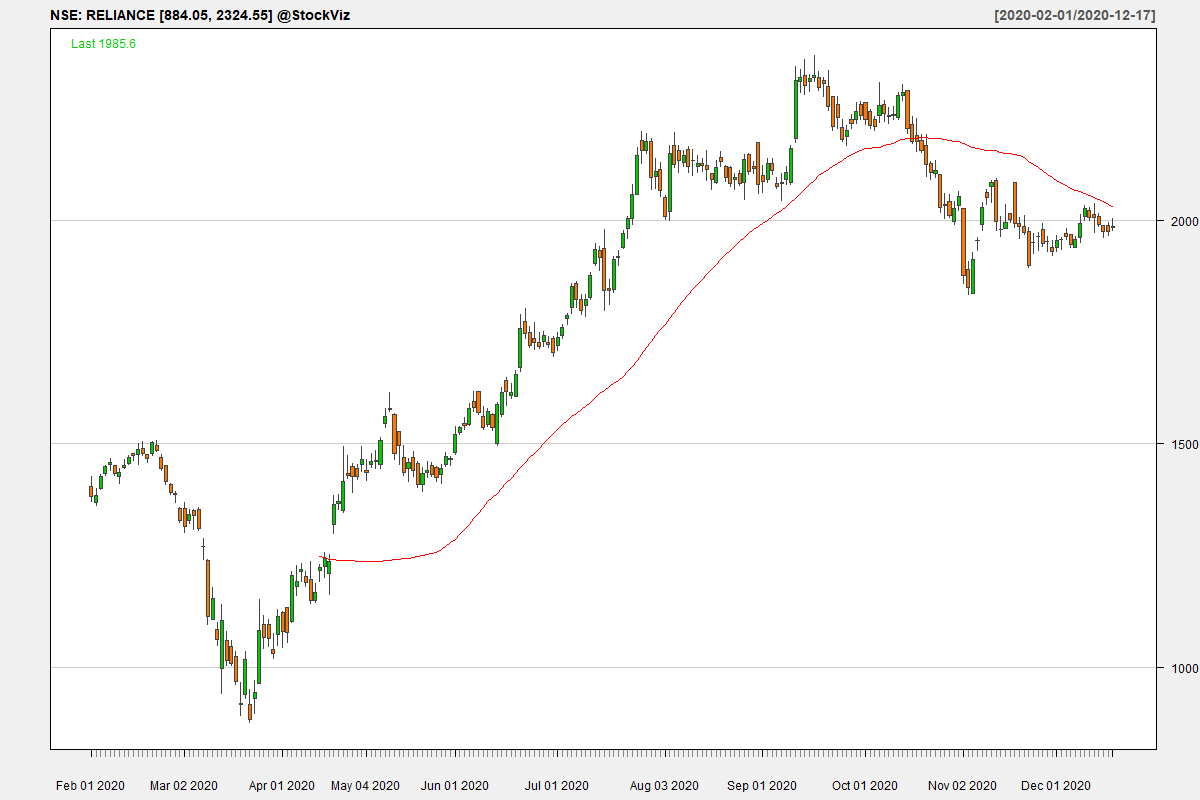 NSE: RELIANCE [884.05, 2324.55] @StockViz [2020-02-01/2020-12-17]
Last 1985.6
2000
1500
1000
Feb 01 2020 Mar 02 2020 Apr 01 2020 May 04 2020 Jun 01 2020 Jul 01 2020 Aug 03 2020 Sep 01 2020 Oct 01 2020 Nov 02 2020 Dec 01 2020